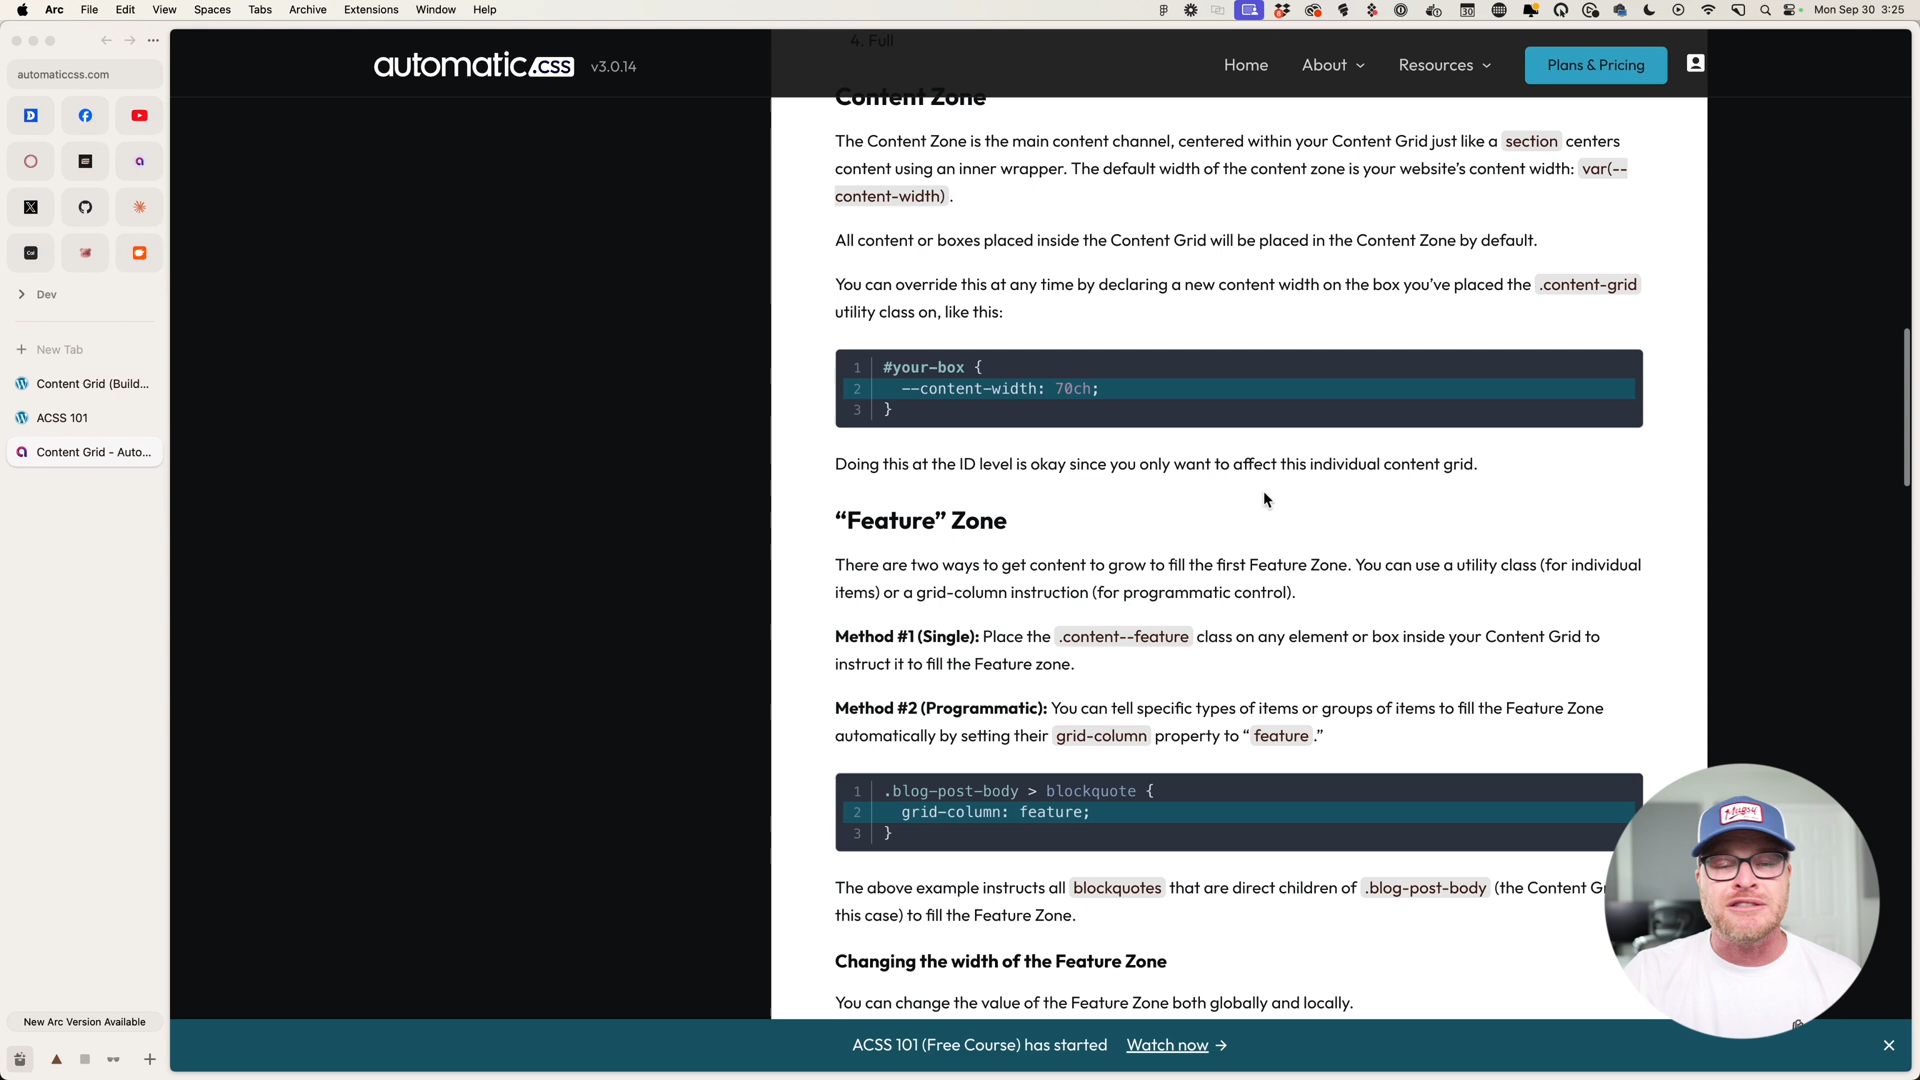 Arc File Edit View Spaces Tabs Archive Extensions Window Help
Mon Sep 30 3:25
automaticcss.com
Dev
New Tab
Content Grid (Build...
ACSS 101
Content Grid - Auto...
New Arc Version Available
automatic.css v3.0.14
Home About Resources Plans & Pricing
4. Full
Content Zone
The Content Zone is the main content channel, centered within your Content Grid just like a section centers
content using an inner wrapper. The default width of the content zone is your website's content width: var(--
content-width) .
All content or boxes placed inside the Content Grid will be placed in the Content Zone by default.
You can override this at any time by declaring a new content width on the box you've placed the .content-grid
utility class on, like this:
1 #your-box {
2 --content-width: 70ch;
3 }
Doing this at the ID level is okay since you only want to affect this individual content grid.
“Feature” Zone
There are two ways to get content to grow to fill the first Feature Zone. You can use a utility class (for individual
items) or a grid-column instruction (for programmatic control).
Method #1 (Single): Place the .content--feature class on any element or box inside your Content Grid to
instruct it to fill the Feature zone.
Method #2 (Programmatic): You can tell specific types of items or groups of items to fill the Feature Zone
automatically by setting their grid-column property to “ feature .”
1 .blog-post-body > blockquote {
2 grid-column: feature;
3 }
The above example instructs all blockquotes that are direct children of .blog-post-body (the Content
this case) to fill the Feature Zone.
Changing the width of the Feature Zone
You can change the value of the Feature Zone both globally and locally.
ACSS 101 (Free Course) has started Watch now →